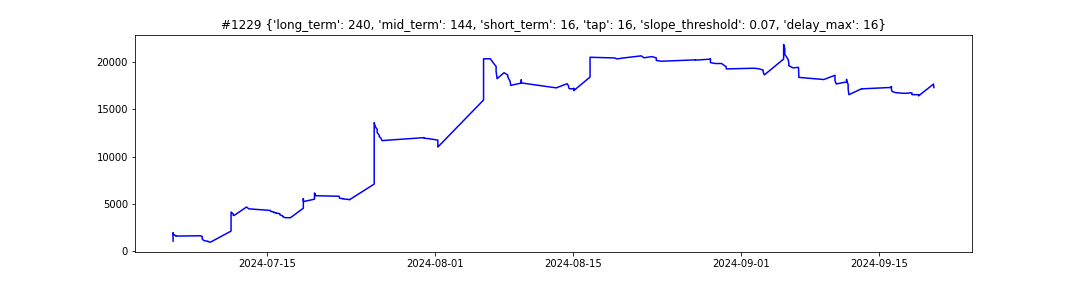 #1229 {'long_term': 240, 'mid_term': 144, 'short_term': 16, 'tap': 16, 'slope_threshold': 0.07, 'delay_max': 16}
20000
15000
10000
5000
0
2024-07-15 2024-08-01 2024-08-15 2024-09-01 2024-09-15